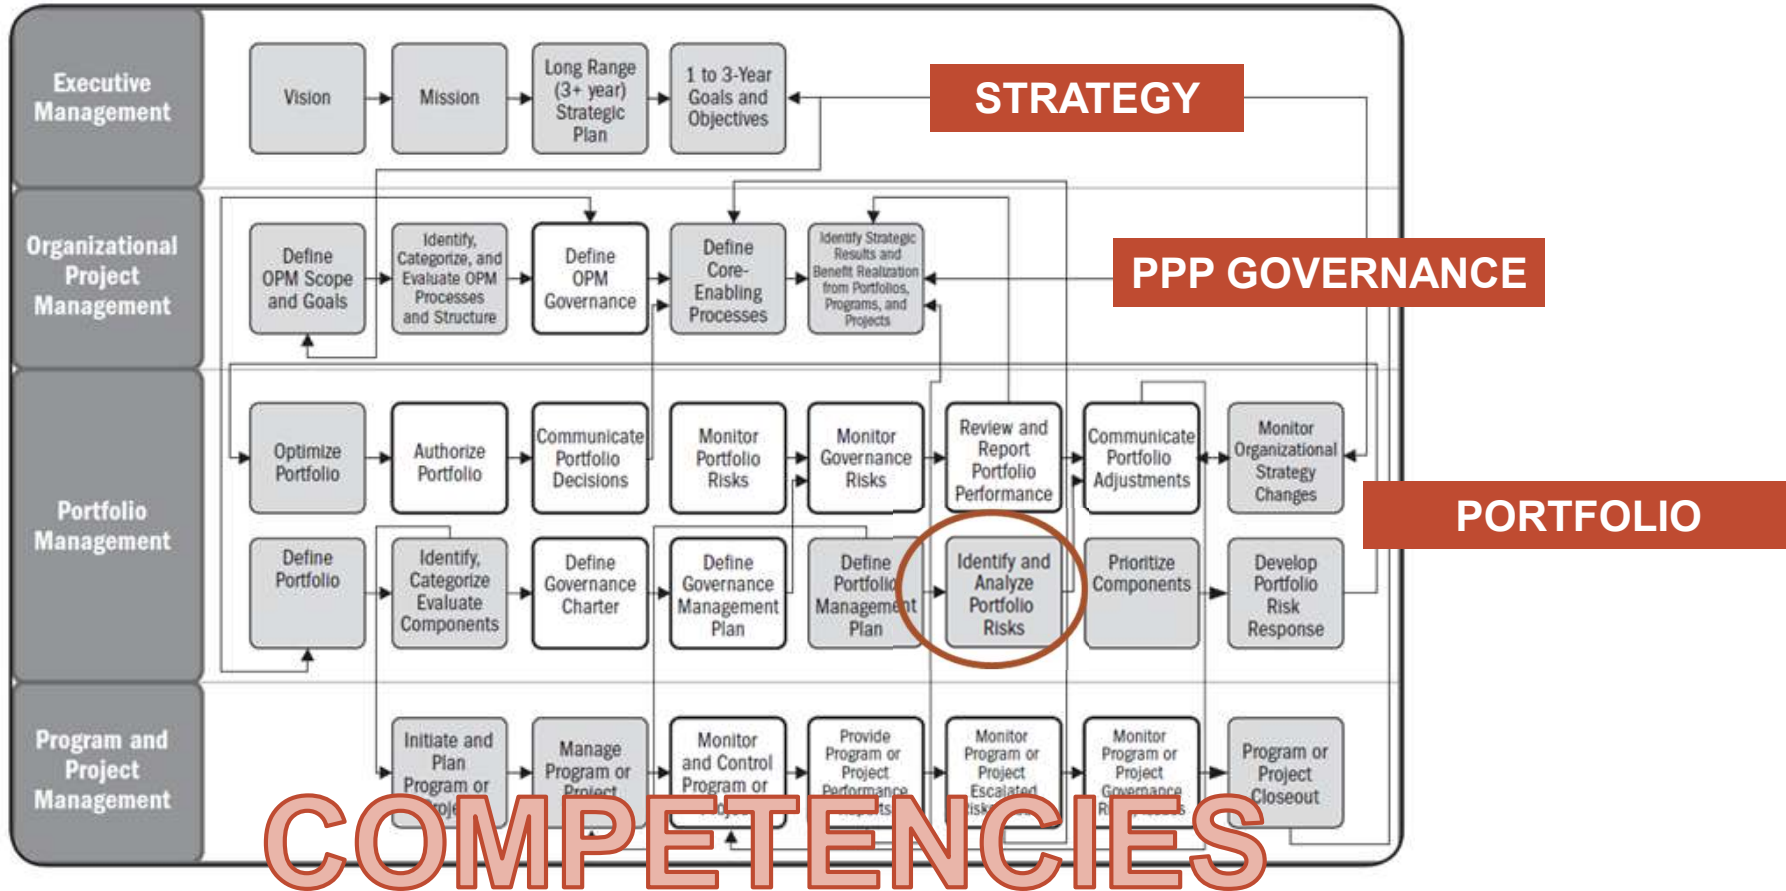 Executive
Management
Vision
Mission
Long Range
(3+ year)
Strategic
Plan
1 to 3-Year
Goals and
Objectives
STRATEGY
Organizational
Project
Management
Define
OPM Scope
and Goals
Identify,
Categorize, and
Evaluate OPM
Processes
and Structure
Define
OPM
Governance
Define
Core-
Enabling
Processes
Identify Strategic
Results and
Benefit Realization
from Portfolios,
Programs, and
Projects
PPP GOVERNANCE
Portfolio
Management
Optimize
Portfolio
Authorize
Portfolio
Communicate
Portfolio
Decisions
Monitor
Portfolio
Risks
Monitor
Governance
Risks
Review and
Report
Portfolio
Performance
Communicate
Portfolio
Adjustments
Monitor
Organizational
Strategy
Changes
PORTFOLIO
Define
Portfolio
Identify,
Categorize
Evaluate
Components
Define
Governance
Charter
Define
Governance
Management
Plan
Define
Portfolio
Management
Plan
Identify and
Analyze
Portfolio
Risks
Prioritize
Components
Develop
Portfolio
Risk
Response
Program and
Project
Management
Initiate and
Plan
Program or
Project
Manage
Program or
Project
Monitor
and Control
Program or
Project
Provide
Program or
Project
Performance
Reports
Monitor
Program or
Project
Escalated
Monitor
Program or
Project
Governance
Program or
Project
Closeout
COMPETENCIES